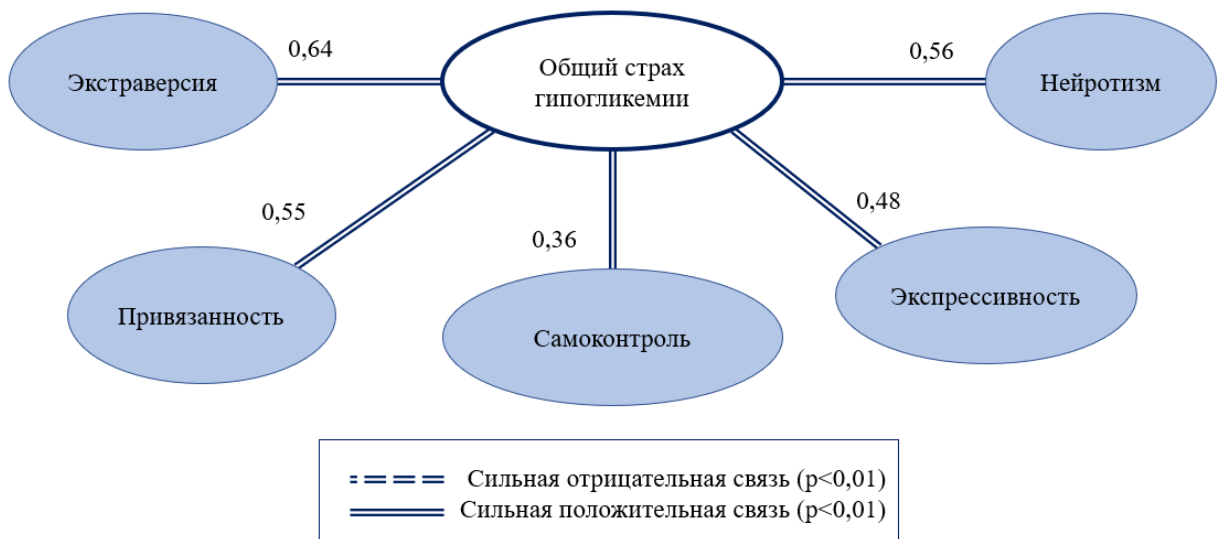 0,64
0,56
Экстраверсия
Общий страх
гипогликемии
Нейротизм
0,55
0,36
0,48
Привязанность
Самоконтроль
Экспрессивность
Сильная отрицательная связь (p<0,01)
Сильная положительная связь (p<0,01)